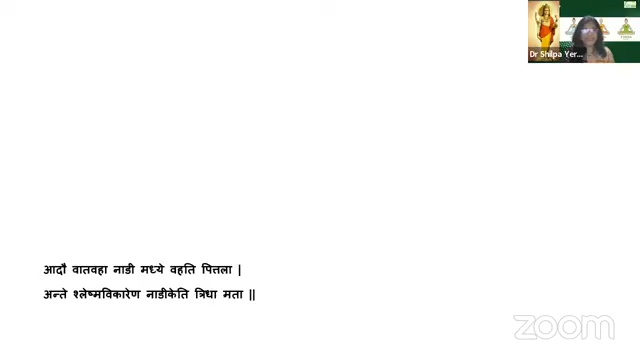 Dr Shilpa Yer...
आदौ वातवहा नाडी मध्ये वहति पित्तला |
अन्ते श्लेष्मविकारेण नाडीकेति त्रिधा मता ||
zoom